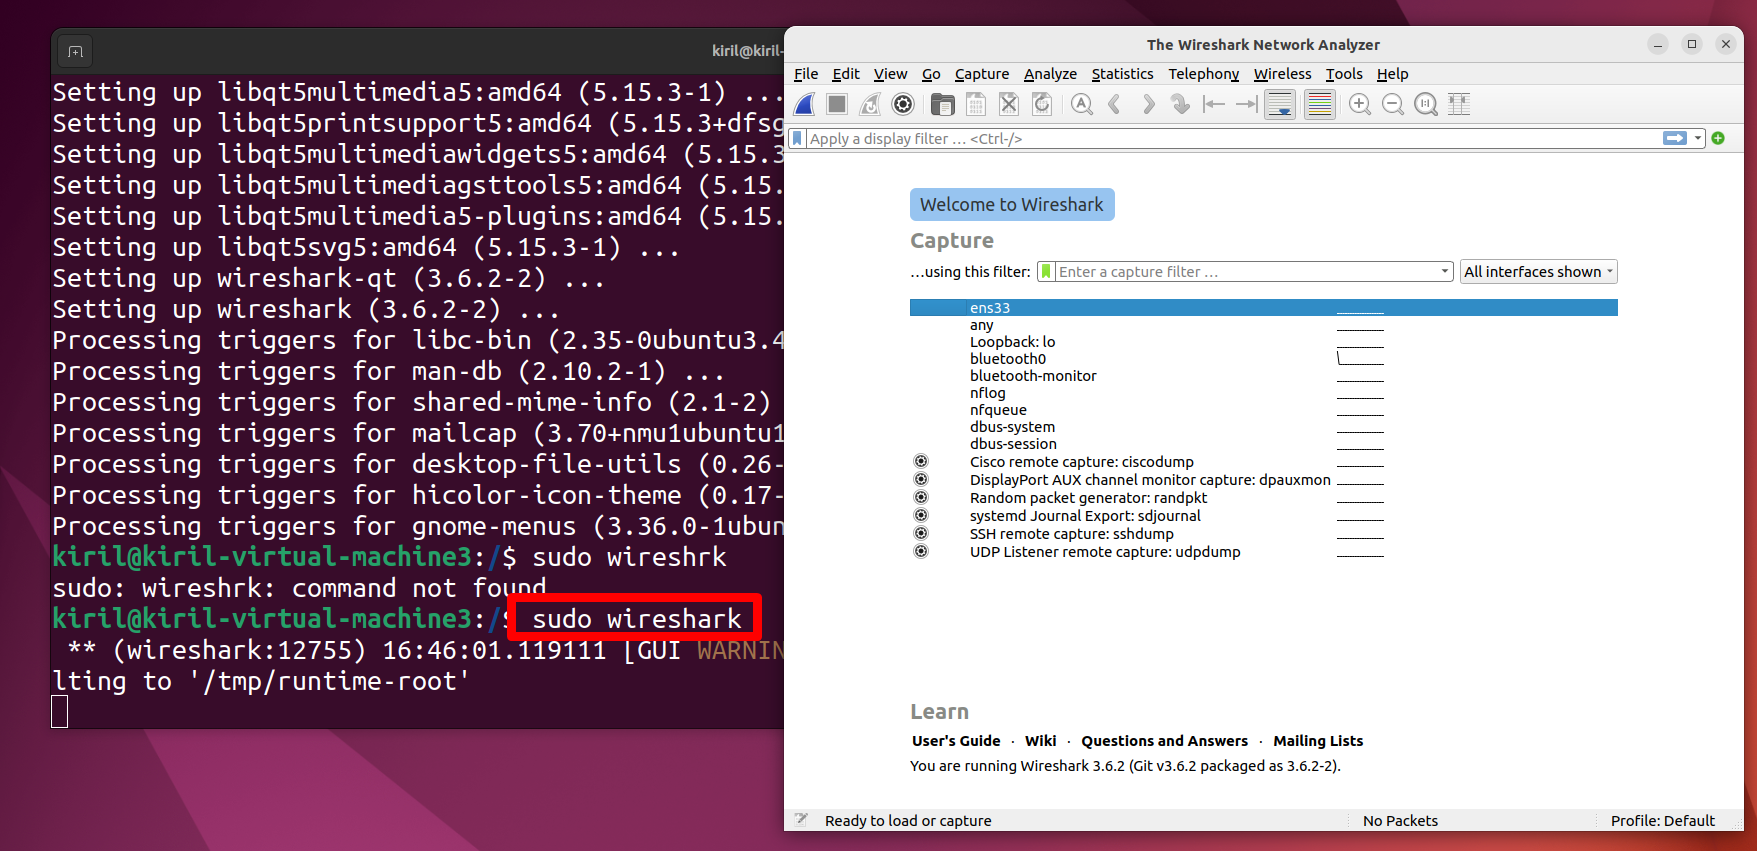 kiril@kiril-
Setting up libqt5multimedia5:amd64 (5.15.3-1) ...
Setting up libqt5printsupport5:amd64 (5.15.3+dfsg
Setting up libqt5multimediawidgets5:amd64 (5.15.3
Setting up libqt5multimediagsttools5:amd64 (5.15.
Setting up libqt5multimedia5-plugins:amd64 (5.15.
Setting up libqt5svg5:amd64 (5.15.3-1) ...
Setting up wireshark-qt (3.6.2-2) ...
Setting up wireshark (3.6.2-2) ...
Processing triggers for libc-bin (2.35-0ubuntu3.4
Processing triggers for man-db (2.10.2-1) ...
Processing triggers for shared-mime-info (2.1-2)
Processing triggers for mailcap (3.70+nmu1ubuntu1
Processing triggers for desktop-file-utils (0.26-
Processing triggers for hicolor-icon-theme (0.17-
Processing triggers for gnome-menus (3.36.0-1ubun
kiril@kiril-virtual-machine3:/$ sudo wireshrk
sudo: wireshrk: command not found
kiril@kiril-virtual-machine3:/$ sudo wireshark
** (wireshark:12755) 16:46:01.119111 [GUI WARNIN
lting to '/tmp/runtime-root'
The Wireshark Network Analyzer
File Edit View Go Capture Analyze Statistics Telephony Wireless Tools Help
Apply a display filter … <Ctrl-/>
Welcome to Wireshark
Capture
…using this filter: Enter a capture filter … All interfaces shown
ens33
any
Loopback: lo
bluetooth0
bluetooth-monitor
nflog
nfqueue
dbus-system
dbus-session
Cisco remote capture: ciscodump
DisplayPort AUX channel monitor capture: dpauxmon
Random packet generator: randpkt
systemd Journal Export: sdjournal
SSH remote capture: sshdump
UDP Listener remote capture: udpdump
Learn
User's Guide · Wiki · Questions and Answers · Mailing Lists
You are running Wireshark 3.6.2 (Git v3.6.2 packaged as 3.6.2-2).
Ready to load or capture No Packets Profile: Default